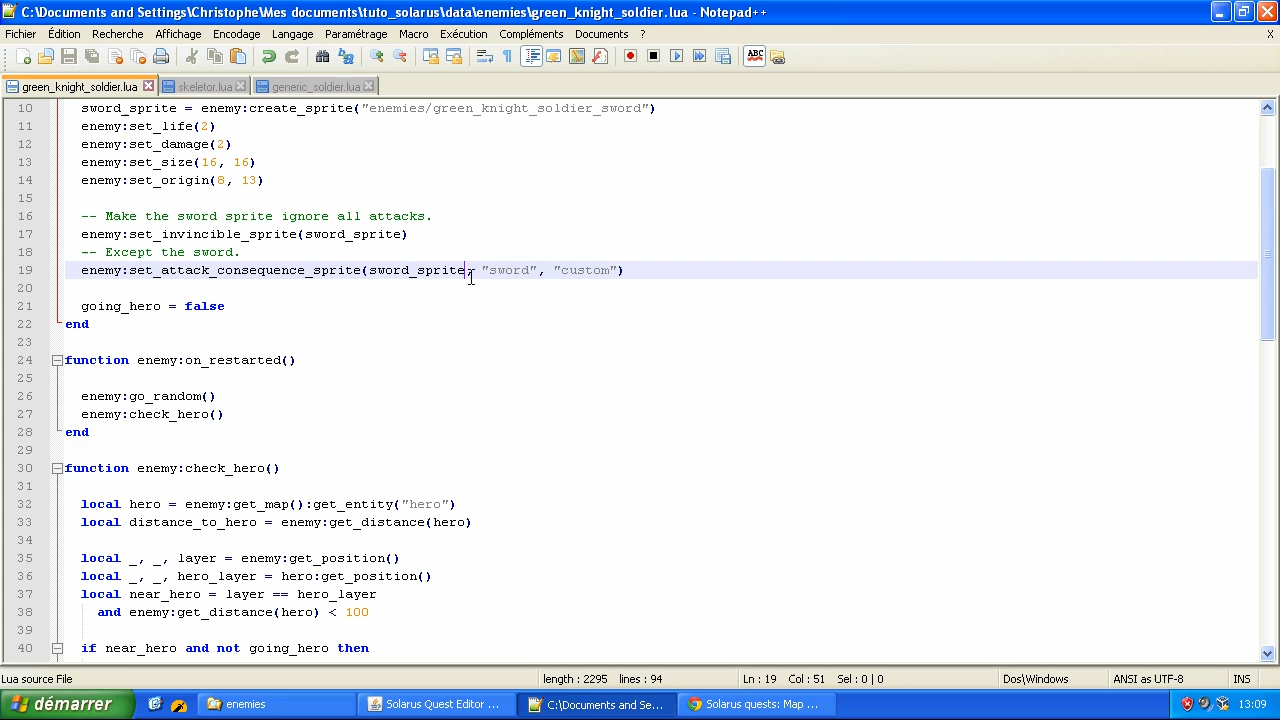 C:\Documents and Settings\Christophe\Mes documents\tuto_solarus\data\enemies\green_knight_soldier.lua - Notepad++
Fichier Édition Recherche Affichage Encodage Langage Paramétrage Macro Exécution Compléments Documents ? X
ABC
green_knight_soldier.lua skeletor.lua generic_soldier.lua
10 sword_sprite = enemy:create_sprite("enemies/green_knight_soldier_sword")
11 enemy:set_life(2)
12 enemy:set_damage(2)
13 enemy:set_size(16, 16)
14 enemy:set_origin(8, 13)
15
16 -- Make the sword sprite ignore all attacks.
17 enemy:set_invincible_sprite(sword_sprite)
18 -- Except the sword.
19 enemy:set_attack_consequence_sprite(sword_sprite, "sword", "custom")
20
21 going_hero = false
22 end
23
24 function enemy:on_restarted()
25
26 enemy:go_random()
27 enemy:check_hero()
28 end
29
30 function enemy:check_hero()
31
32 local hero = enemy:get_map():get_entity("hero")
33 local distance_to_hero = enemy:get_distance(hero)
34
35 local _, _, layer = enemy:get_position()
36 local _, _, hero_layer = hero:get_position()
37 local near_hero = layer == hero_layer
38 and enemy:get_distance(hero) < 100
39
40 if near_hero and not going_hero then
Lua source File length : 2295 lines : 94 Ln : 19 Col : 51 Sel : 0 | 0 Dos\Windows ANSI as UTF-8 INS
démarrer enemies Solarus Quest Editor ... C:\Documents and Se... Solarus quests: Map ... 13:09